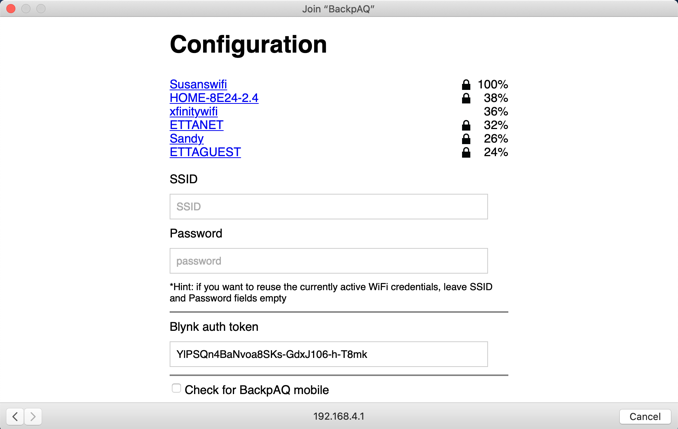 Join “BackpAQ”
Configuration
Susanswifi 100%
HOME-8E24-2.4 38%
xfinitywifi 36%
ETTANET 32%
Sandy 26%
ETTAGUEST 24%
SSID
SSID
Password
password
*Hint: if you want to reuse the currently active WiFi credentials, leave SSID
and Password fields empty
Blynk auth token
YlPSQn4BaNvoa8SKs-GdxJ106-h-T8mk
Check for BackpAQ mobile
192.168.4.1
Cancel